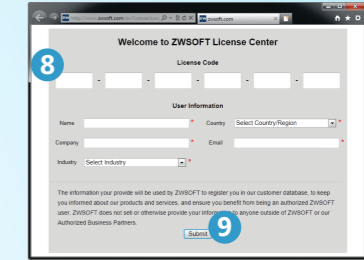 zwsoft.com
Welcome to ZWSOFT License Center
License Code
8
- - - - -
User Information
Name * Country Select Country/Region *
Company * Email *
Industry Select Industry *
The information your provide will be used by ZWSOFT to register you in our customer database, to keep
you informed about our products and services, and ensure you benefit from being an authorized ZWSOFT
user. ZWSOFT does not sell or otherwise provide your information to anyone outside of ZWSOFT or our
Authorized Business Partners.
Submit 9